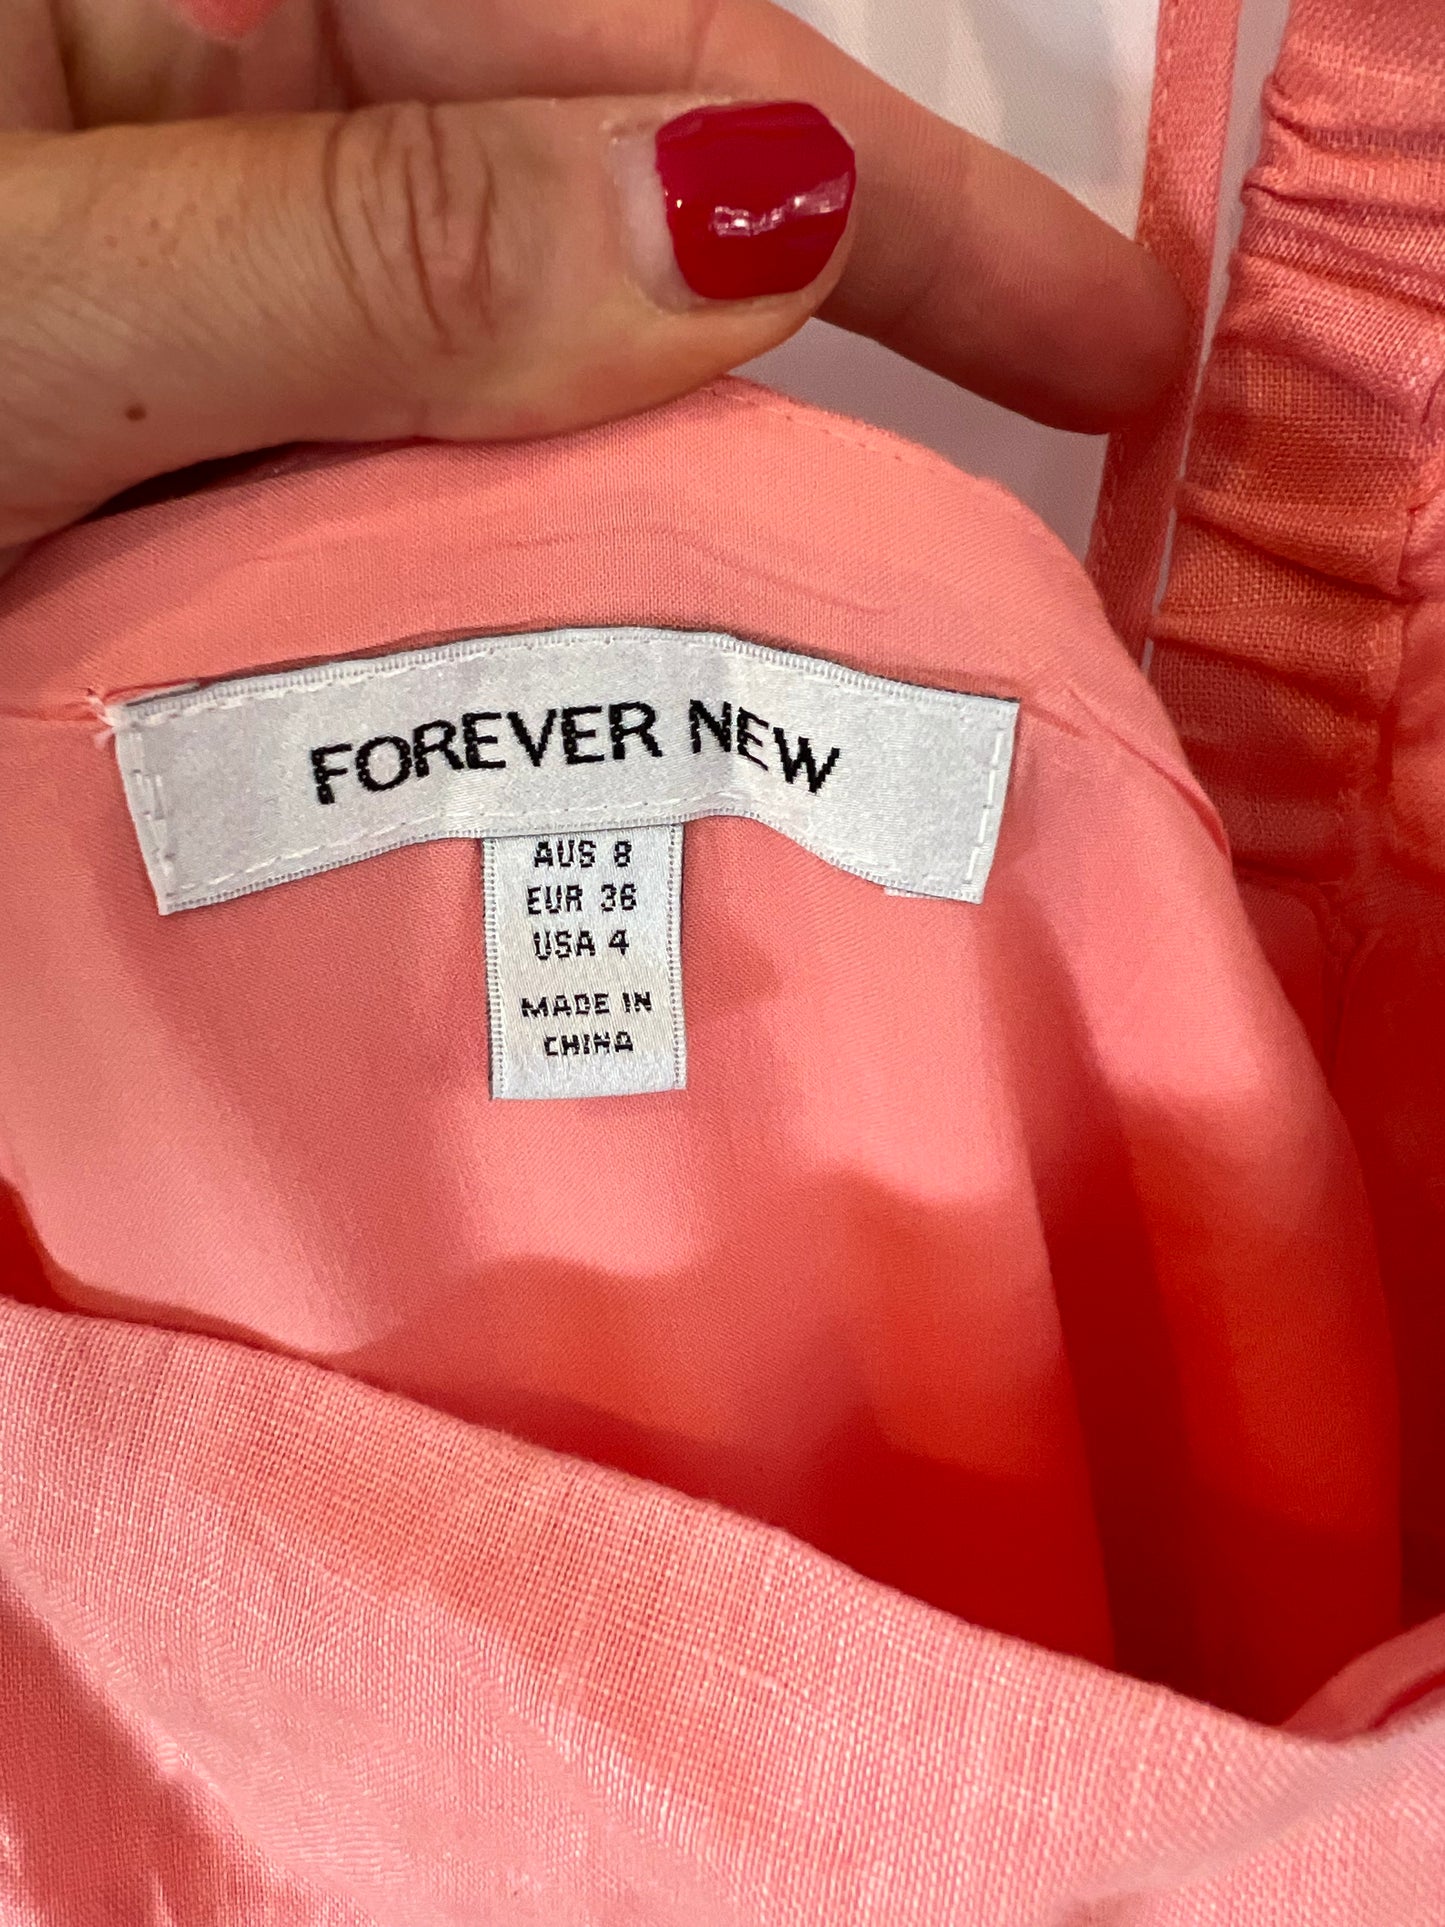 FOREVER NEW
AUS 8
EUR 36
USA 4
MADE IN
CHINA